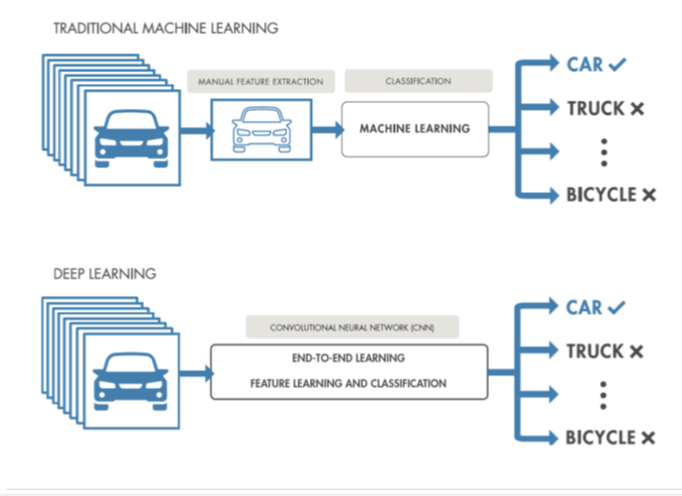 TRADITIONAL MACHINE LEARNING
MANUAL FEATURE EXTRACTION
CLASSIFICATION
MACHINE LEARNING
CAR
TRUCK
BICYCLE
DEEP LEARNING
CONVOLUTIONAL NEURAL NETWORK (CNN)
END-TO-END LEARNING
FEATURE LEARNING AND CLASSIFICATION
CAR
TRUCK
BICYCLE